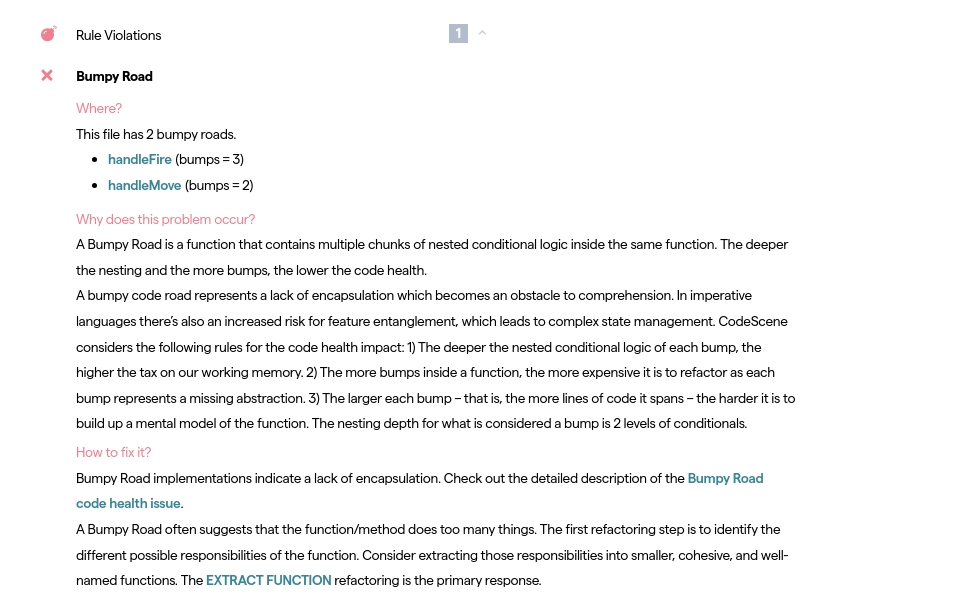 Rule Violations 1
Bumpy Road
Where?
This file has 2 bumpy roads.
• handleFire (bumps = 3)
• handleMove (bumps = 2)
Why does this problem occur?
A Bumpy Road is a function that contains multiple chunks of nested conditional logic inside the same function. The deeper
the nesting and the more bumps, the lower the code health.
A bumpy code road represents a lack of encapsulation which becomes an obstacle to comprehension. In imperative
languages there's also an increased risk for feature entanglement, which leads to complex state management. CodeScene
considers the following rules for the code health impact: 1) The deeper the nested conditional logic of each bump, the
higher the tax on our working memory. 2) The more bumps inside a function, the more expensive it is to refactor as each
bump represents a missing abstraction. 3) The larger each bump – that is, the more lines of code it spans – the harder it is to
build up a mental model of the function. The nesting depth for what is considered a bump is 2 levels of conditionals.
How to fix it?
Bumpy Road implementations indicate a lack of encapsulation. Check out the detailed description of the Bumpy Road
code health issue.
A Bumpy Road often suggests that the function/method does too many things. The first refactoring step is to identify the
different possible responsibilities of the function. Consider extracting those responsibilities into smaller, cohesive, and well-
named functions. The EXTRACT FUNCTION refactoring is the primary response.